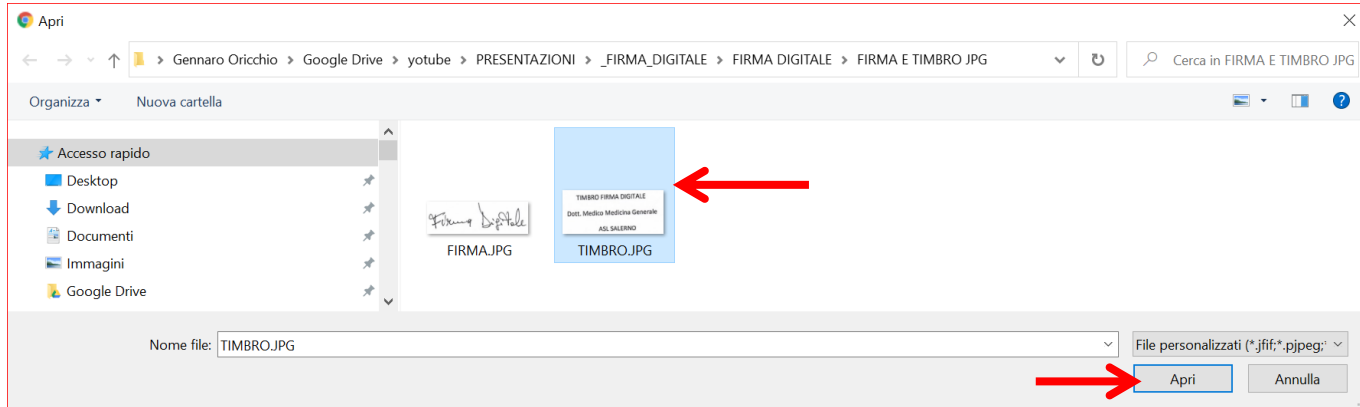 Apri
Gennaro Oricchio > Google Drive > yotube > PRESENTAZIONI > _FIRMA_DIGITALE > FIRMA DIGITALE > FIRMA E TIMBRO JPG
Cerca in FIRMA E TIMBRO JPG
Organizza
Nuova cartella
Accesso rapido
Desktop
Download
Documenti
Immagini
Google Drive
Firma Digitale
FIRMA.JPG
TIMBRO FIRMA DIGITALE
Dott. Medico Medicina Generale
ASL SALERNO
TIMBRO.JPG
Nome file: TIMBRO.JPG
File personalizzati (*.jfif;*.pjpeg;*
Apri
Annulla